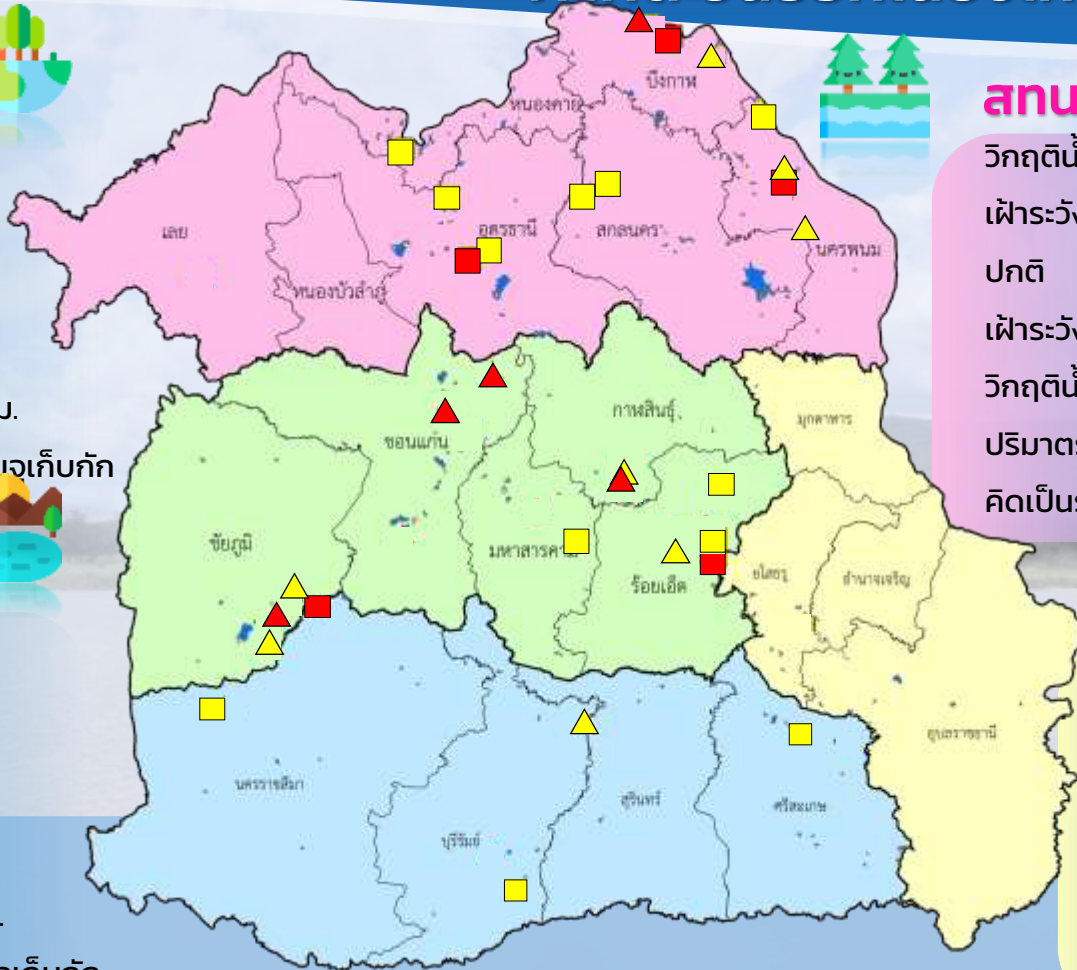 สทน
วิกฤติน้ำ
เฝ้าระวัง
ปกติ
เฝ้าระวัง
วิกฤติน้ำ
ปริมาตร
คิดเป็นร
ม.
มจุเก็บกัก
บึงกาฬ
หนองคาย
เลย
อุดรธานี
สกลนคร
นครพนม
หนองบัวลำภู
กาฬสินธุ์
มุกดาหาร
ขอนแก่น
ชัยภูมิ
มหาสารคาม
ร้อยเอ็ด
ยโสธร
อำนาจเจริญ
อุบลราชธานี
นครราชสีมา
บุรีรัมย์
สุรินทร์
ศรีสะเกษ